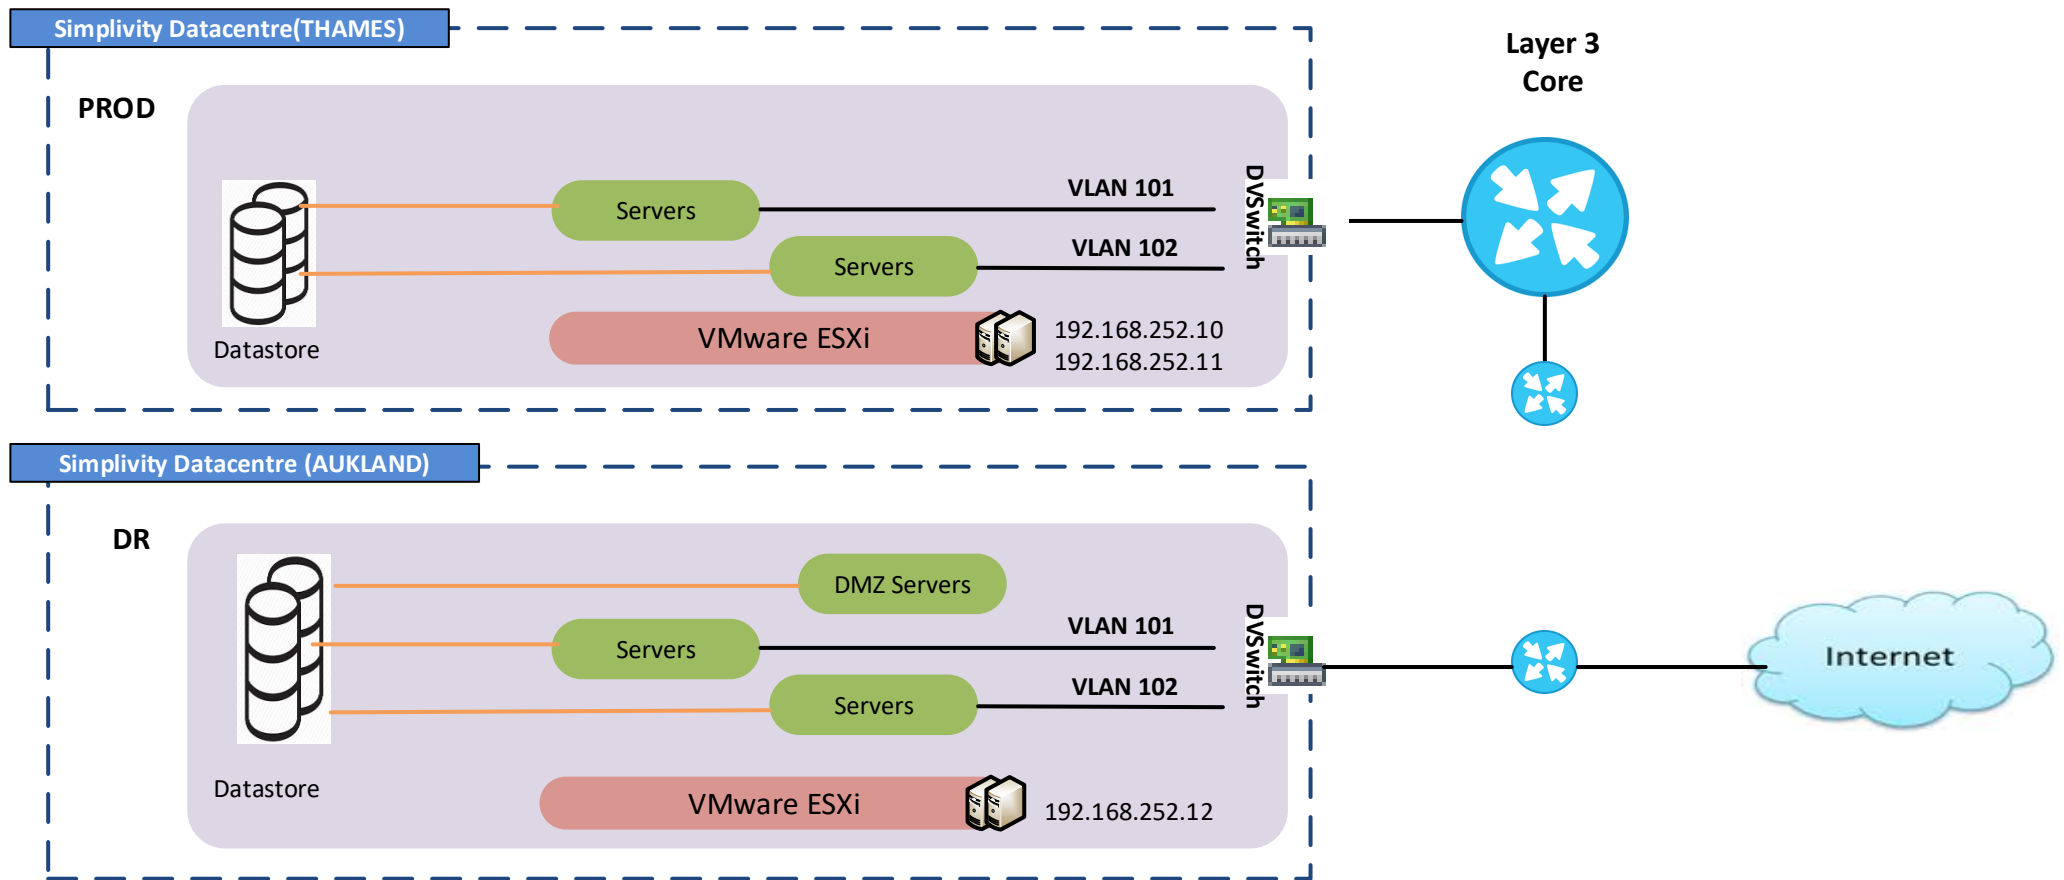 Simplivity Datacentre(THAMES)
Layer 3
Core
PROD
VLAN 101
Servers
DVSwitch
VLAN 102
Servers
VMware ESXi
192.168.252.10
192.168.252.11
Datastore
Simplivity Datacentre (AUKLAND)
DR
DMZ Servers
VLAN 101
Servers
DVSwitch
Internet
VLAN 102
Servers
Datastore
VMware ESXi
192.168.252.12